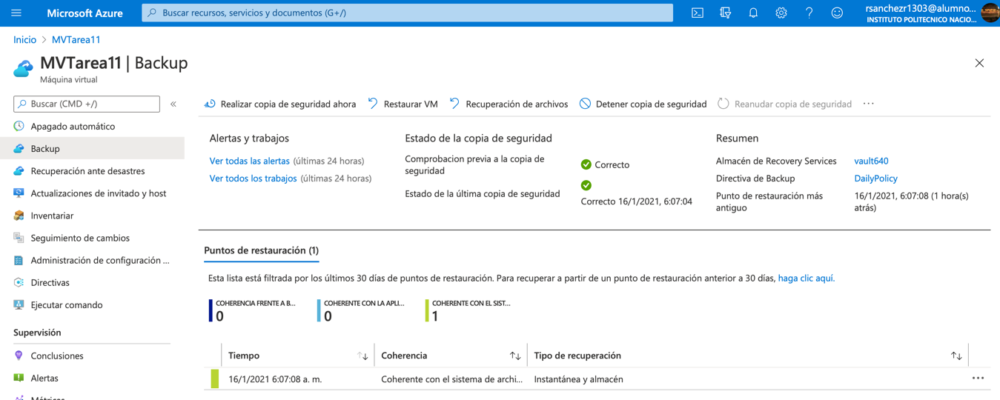 Microsoft Azure
Buscar recursos, servicios y documentos (G+/)
rsanchezr1303@alumno...
INSTITUTO POLITECNICO NACIO...
Inicio > MVTarea11
MVTarea11 | Backup
Máquina virtual
Buscar (CMD +/)
«
Realizar copia de seguridad ahora
Restaurar VM
Recuperación de archivos
Detener copia de seguridad
Reanudar copia de seguridad
...
Apagado automático
Backup
Recuperación ante desastres
Actualizaciones de invitado y host
Inventariar
Seguimiento de cambios
Administración de configuración ...
Directivas
Ejecutar comando
Supervisión
Conclusiones
Alertas
Métricas
Alertas y trabajos
Ver todas las alertas (últimas 24 horas)
Ver todos los trabajos (últimas 24 horas)
Estado de la copia de seguridad
Comprobacion previa a la copia de
seguridad
Correcto
Estado de la última copia de seguridad
Correcto 16/1/2021, 6:07:04
Resumen
Almacén de Recovery Services
vault640
Directiva de Backup
DailyPolicy
Punto de restauración más
antiguo
16/1/2021, 6:07:08 (1 hora(s)
atrás)
Puntos de restauración (1)
Esta lista está filtrada por los últimos 30 días de puntos de restauración. Para recuperar a partir de un punto de restauración anterior a 30 días, haga clic aquí.
COHERENCIA FRENTE A B...
0
COHERENTE CON LA APLI...
0
COHERENTE CON EL SIST...
1
Tiempo
Coherencia
Tipo de recuperación
16/1/2021 6:07:08 a. m.
Coherente con el sistema de archi...
Instantánea y almacén
...